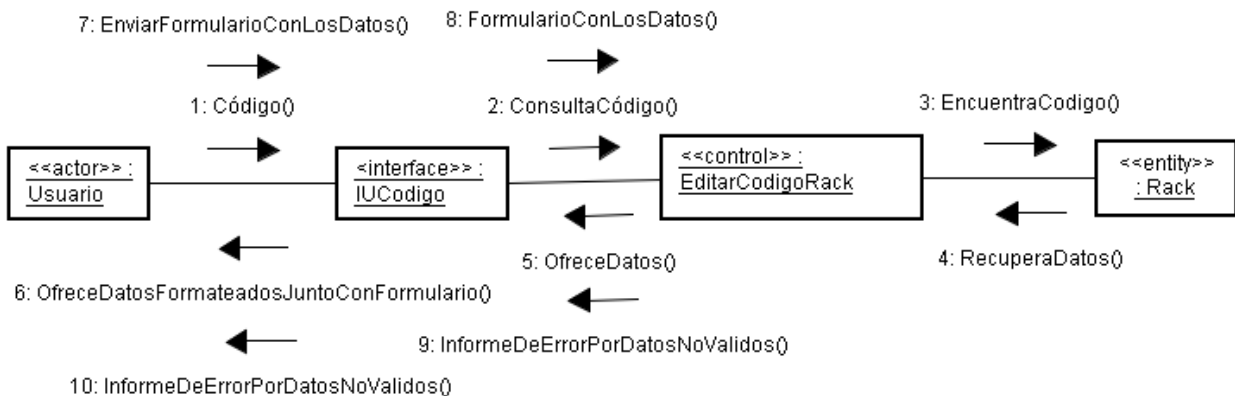 7: EnviarFormularioConLosDatos()
8: FormularioConLosDatos()
1: Código()
2: ConsultaCódigo()
3: EncuentraCodigo()
<<actor>> :
Usuario
<interface>> :
IUCodigo
<<control>> :
EditarCodigoRack
<<entity>>
: Rack
5: OfreceDatos()
4: RecuperaDatos()
6: OfreceDatosFormateadosJuntoConFormulario()
9: InformeDeErrorPorDatosNoValidos()
10: InformeDeErrorPorDatosNoValidos()